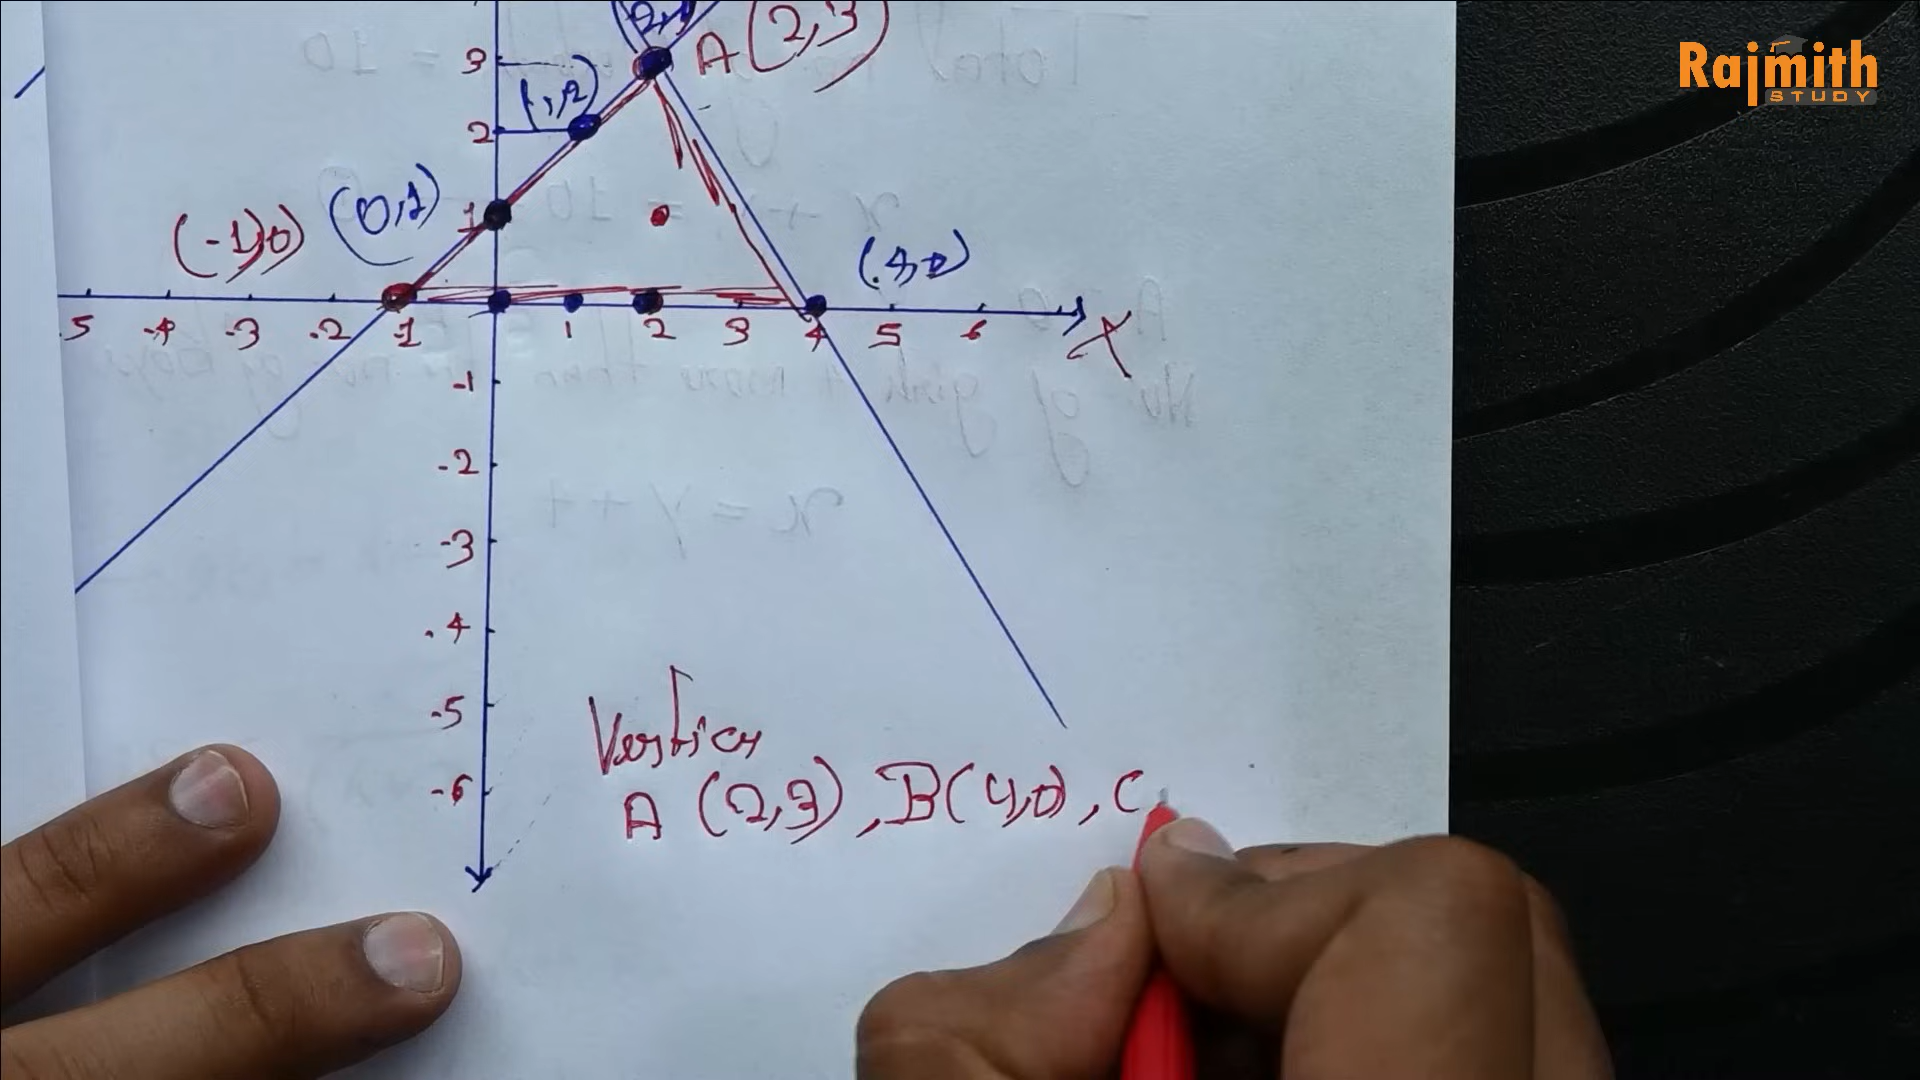 Rajmith
STUDY
A (2,3)
3
(1,2)
2
(0,1)
1
(-1,0)
(4,0)
-5 -4 -3 -2 -1 1 2 3 4 5 6 X
-1
-2
-3
-4
-5
-6
Vertices
A (2,3), B(4,0), C